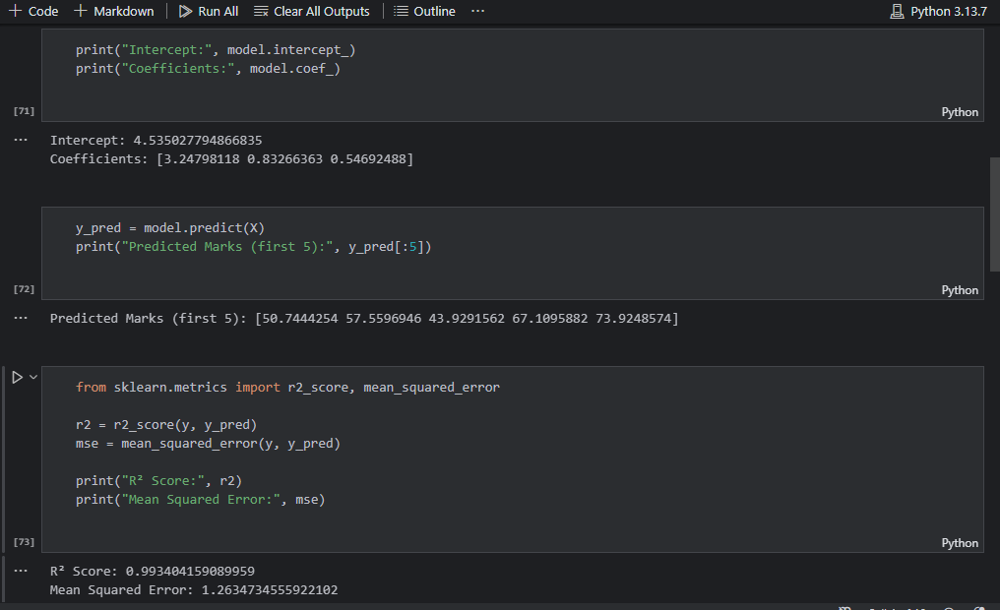 Code Markdown Run All Clear All Outputs Outline ··· Python 3.13.7
print("Intercept:", model.intercept_)
print("Coefficients:", model.coef_)
[71]
Python
Intercept: 4.535027794866835
Coefficients: [3.24798118 0.83266363 0.54692488]
y_pred = model.predict(X)
print("Predicted Marks (first 5):", y_pred[:5])
[72]
Python
Predicted Marks (first 5): [50.7444254 57.5596946 43.9291562 67.1095882 73.9248574]
from sklearn.metrics import r2_score, mean_squared_error
r2 = r2_score(y, y_pred)
mse = mean_squared_error(y, y_pred)
print("R² Score:", r2)
print("Mean Squared Error:", mse)
[73]
Python
R² Score: 0.993404159089959
Mean Squared Error: 1.2634734555922102